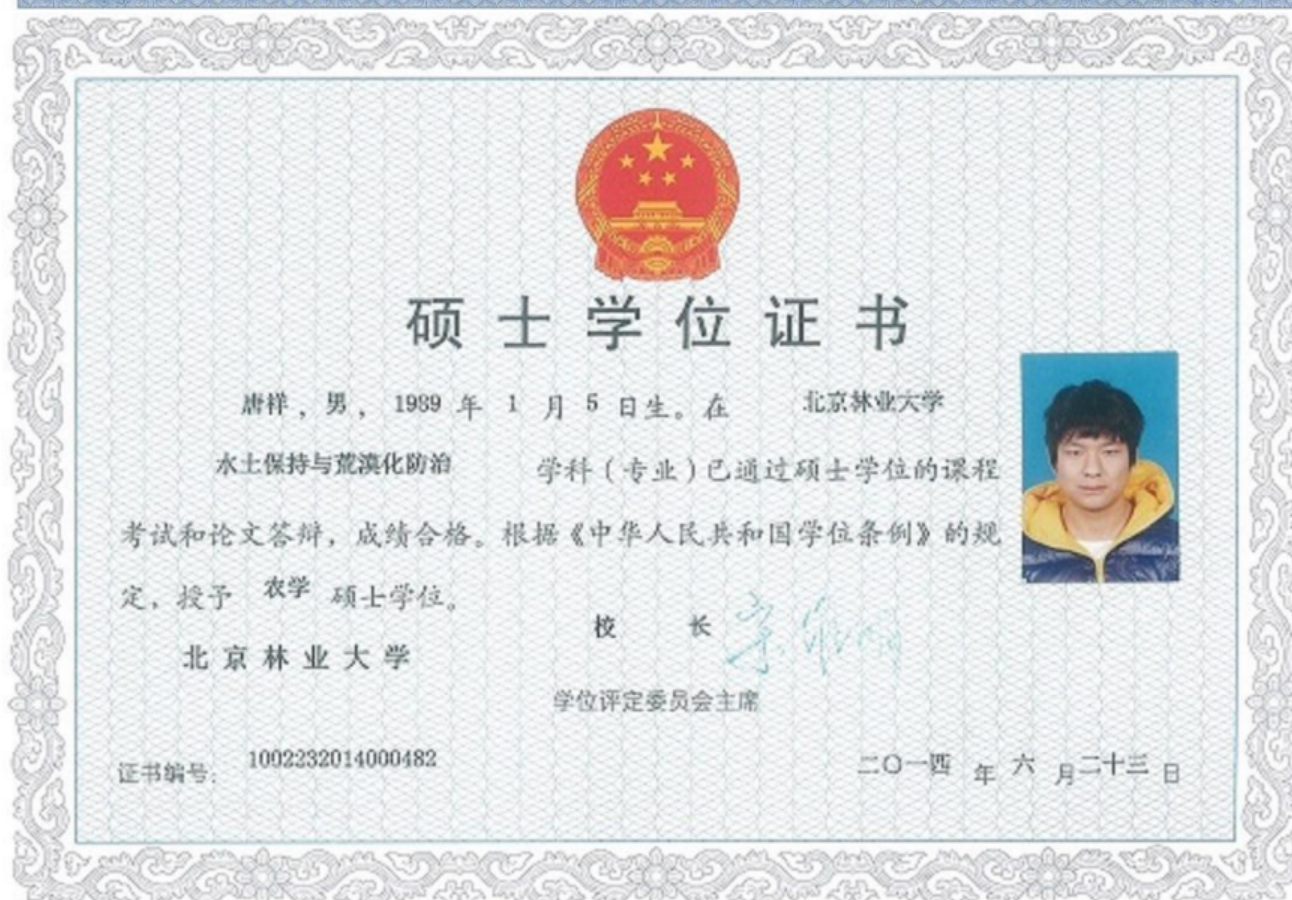 硕士学位证书
唐祥，男，1989年1月5日生。在 北京林业大学
水土保持与荒漠化防治 学科（专业）已通过硕士学位的课程
考试和论文答辩，成绩合格。根据《中华人民共和国学位条例》的规
定，授予 农学 硕士学位。
校 长
北京林业大学
学位评定委员会主席
证书编号：1002232014000482
二〇一四 年 六 月二十三 日